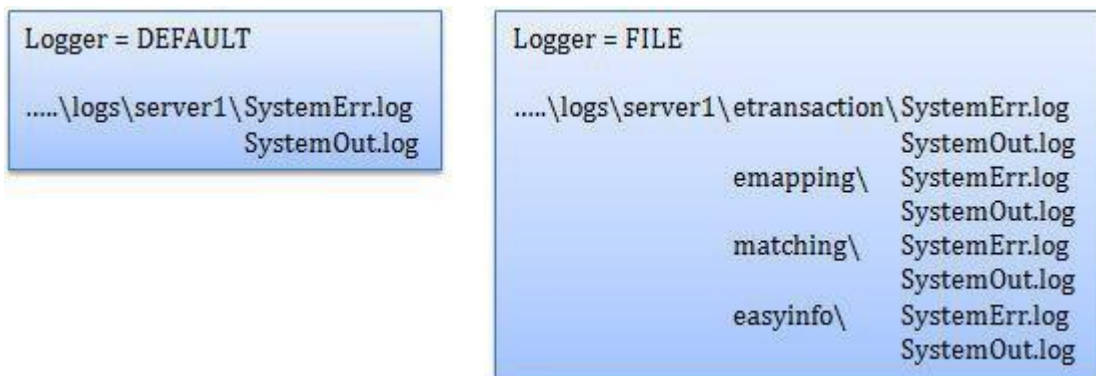 Logger = DEFAULT
.....\logs\server1\SystemErr.log
SystemOut.log
Logger = FILE
.....\logs\server1\etransaction\SystemErr.log
SystemOut.log
emapping\ SystemErr.log
SystemOut.log
matching\ SystemErr.log
SystemOut.log
easyinfo\ SystemErr.log
SystemOut.log